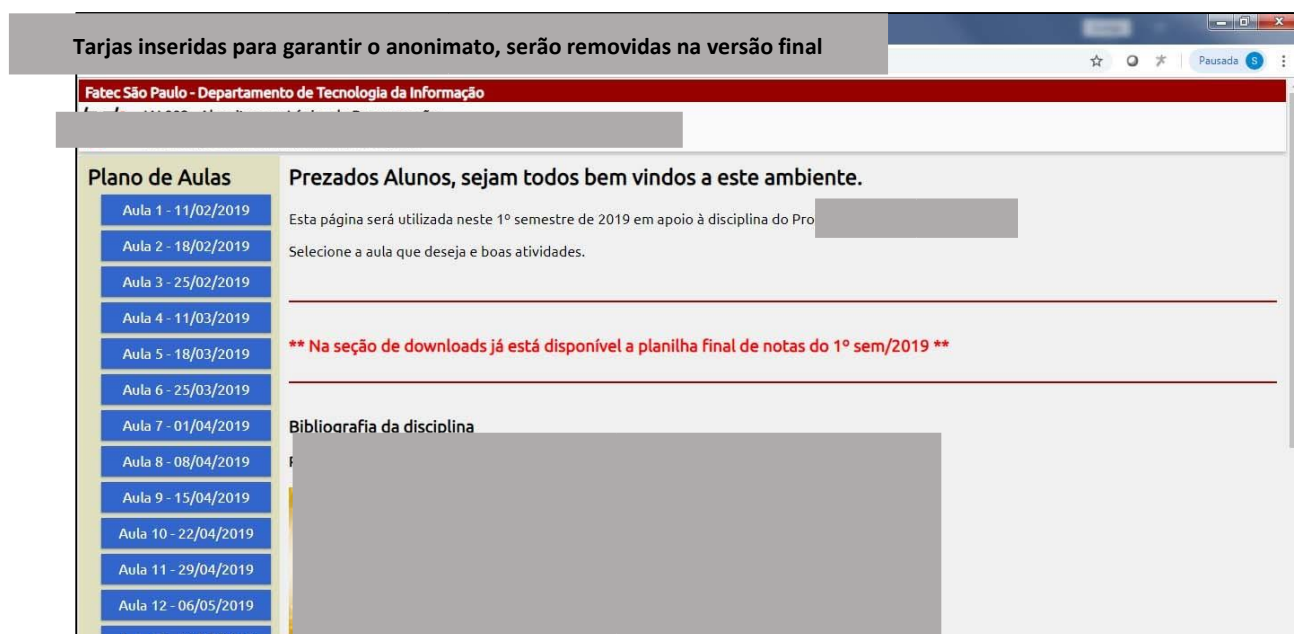 Tarjas inseridas para garantir o anonimato, serão removidas na versão final
Pausada S
Fatec São Paulo - Departamento de Tecnologia da Informação
Plano de Aulas
Aula 1 - 11/02/2019
Aula 2 - 18/02/2019
Aula 3 - 25/02/2019
Aula 4 - 11/03/2019
Aula 5 - 18/03/2019
Aula 6 - 25/03/2019
Aula 7 - 01/04/2019
Aula 8 - 08/04/2019
Aula 9 - 15/04/2019
Aula 10 - 22/04/2019
Aula 11 - 29/04/2019
Aula 12 - 06/05/2019
Prezados Alunos, sejam todos bem vindos a este ambiente.
Esta página será utilizada neste 1º semestre de 2019 em apoio à disciplina do Pro
Selecione a aula que deseja e boas atividades.
** Na seção de downloads já está disponível a planilha final de notas do 1º sem/2019 **
Bibliografia da disciplina